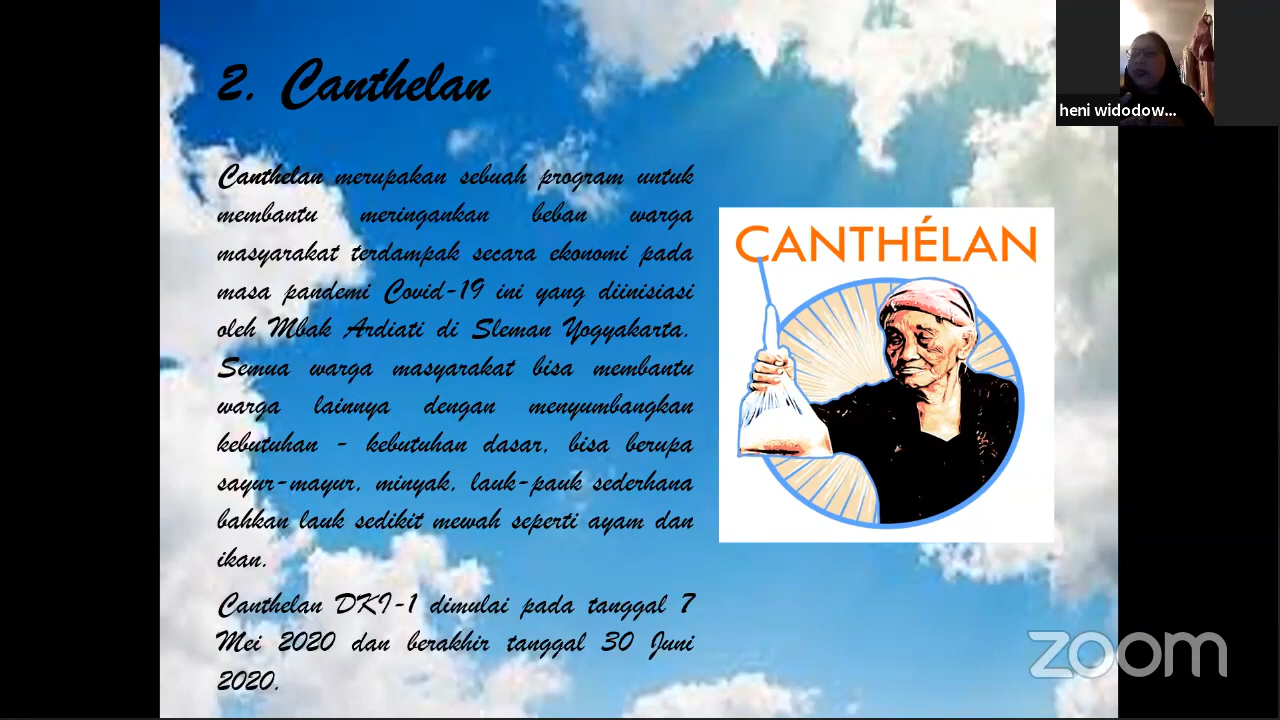 2. Canthelan
Canthelan merupakan sebuah program untuk
membantu meringankan beban warga
masyarakat terdampak secara ekonomi pada
masa pandemi Covid-19 ini yang diinisiasi
oleh Mbak Ardiati di Sleman Yogyakarta.
Semua warga masyarakat bisa membantu
warga lainnya dengan menyumbangkan
kebutuhan - kebutuhan dasar, bisa berupa
sayur-mayur, minyak, lauk-pauk sederhana
bahkan lauk sedikit mewah seperti ayam dan
ikan.
Canthelan DKI-1 dimulai pada tanggal 7
Mei 2020 dan berakhir tanggal 30 Juni
2020.
CANTHÉLAN
heni widodow...
zoom